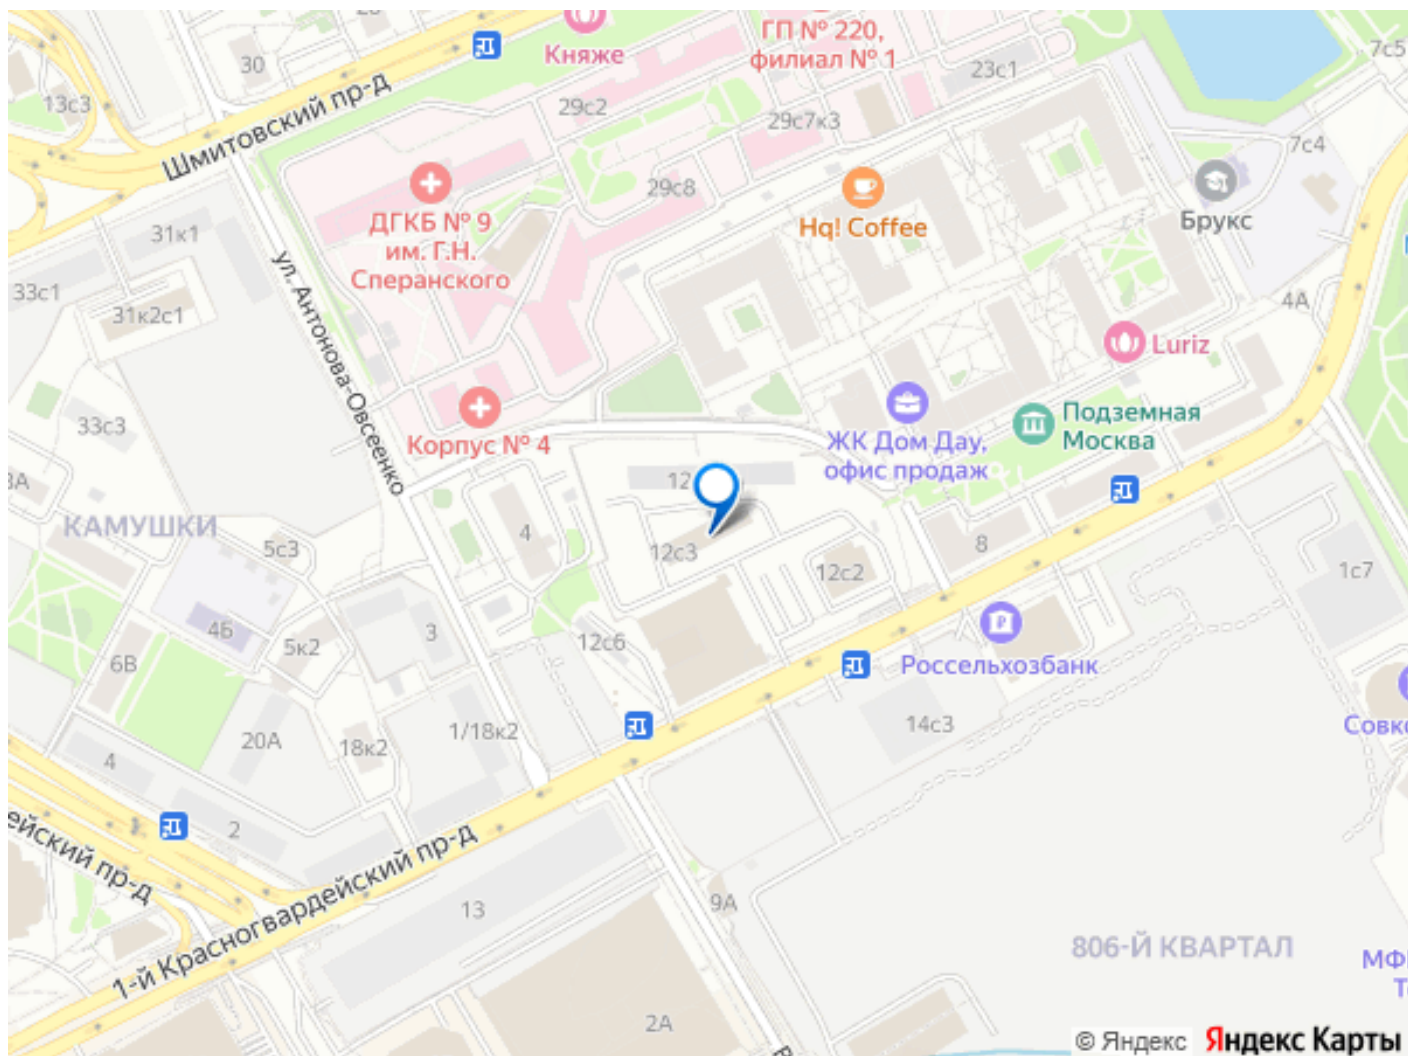 28
Княже
ГП № 220,
филиал № 1
23с1
7с5
30
13с3
Шмитовский пр-д
29с2
29с7к3
7с4
ДГКБ № 9
им. Г.Н.
Сперанского
29с8
Hq! Coffee
Брукс
31к1
33с1
31к2с1
ул. Антонова-Овсеенко
4А
Luriz
33с3
Корпус № 4
ЖК Дом Дау,
офис продаж
Подземная
Москва
КАМУШКИ
5с3
4
12с3
12с2
8
1с7
4Б
5к2
3
12с6
6В
Россельхозбанк
20А
18к2
1/18к2
14с3
4
2
1-й Красногвардейский пр-д
13
9А
806-Й КВАРТАЛ
2А
© Яндекс Яндекс Карты